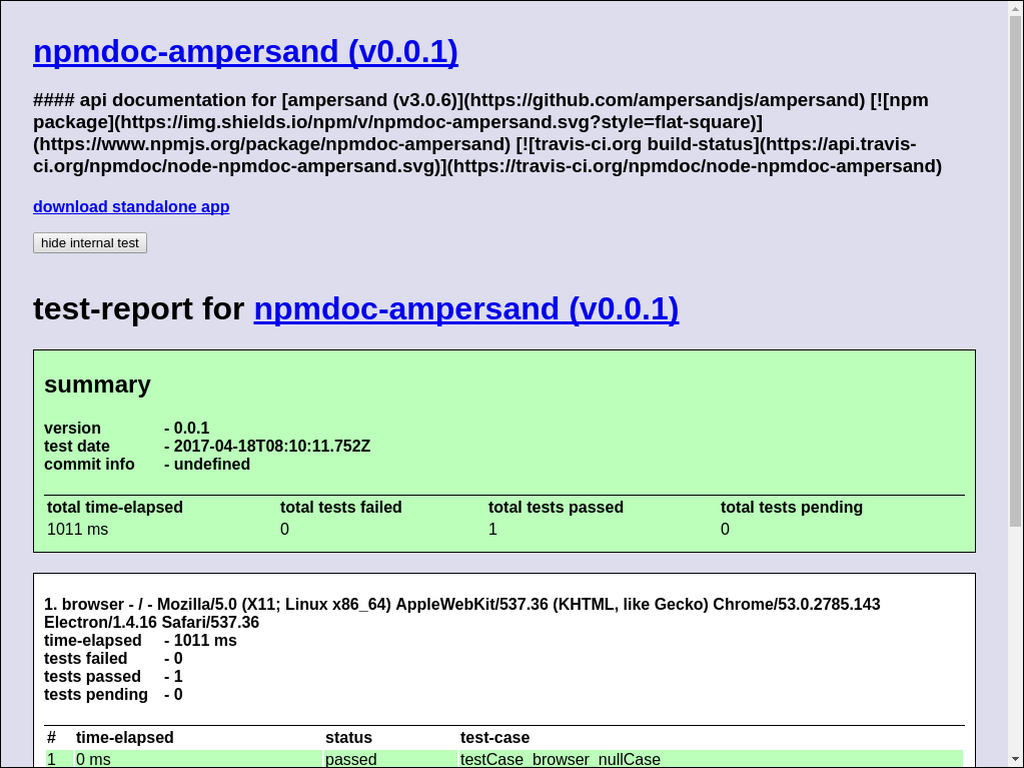 npmdoc-ampersand (v0.0.1)
#### api documentation for [ampersand (v3.0.6)](https://github.com/ampersandjs/ampersand) [![npm
package](https://img.shields.io/npm/v/npmdoc-ampersand.svg?style=flat-square)]
(https://www.npmjs.org/package/npmdoc-ampersand) [![travis-ci.org build-status](https://api.travis-
ci.org/npmdoc/node-npmdoc-ampersand.svg)](https://travis-ci.org/npmdoc/node-npmdoc-ampersand)
download standalone app
hide internal test
test-report for npmdoc-ampersand (v0.0.1)
summary
version - 0.0.1
test date - 2017-04-18T08:10:11.752Z
commit info - undefined
total time-elapsed total tests failed total tests passed total tests pending
1011 ms 0 1 0
1. browser - / - Mozilla/5.0 (X11; Linux x86_64) AppleWebKit/537.36 (KHTML, like Gecko) Chrome/53.0.2785.143
Electron/1.4.16 Safari/537.36
time-elapsed - 1011 ms
tests failed - 0
tests passed - 1
tests pending - 0
# time-elapsed status test-case
1 0 ms passed testCase_browser_nullCase